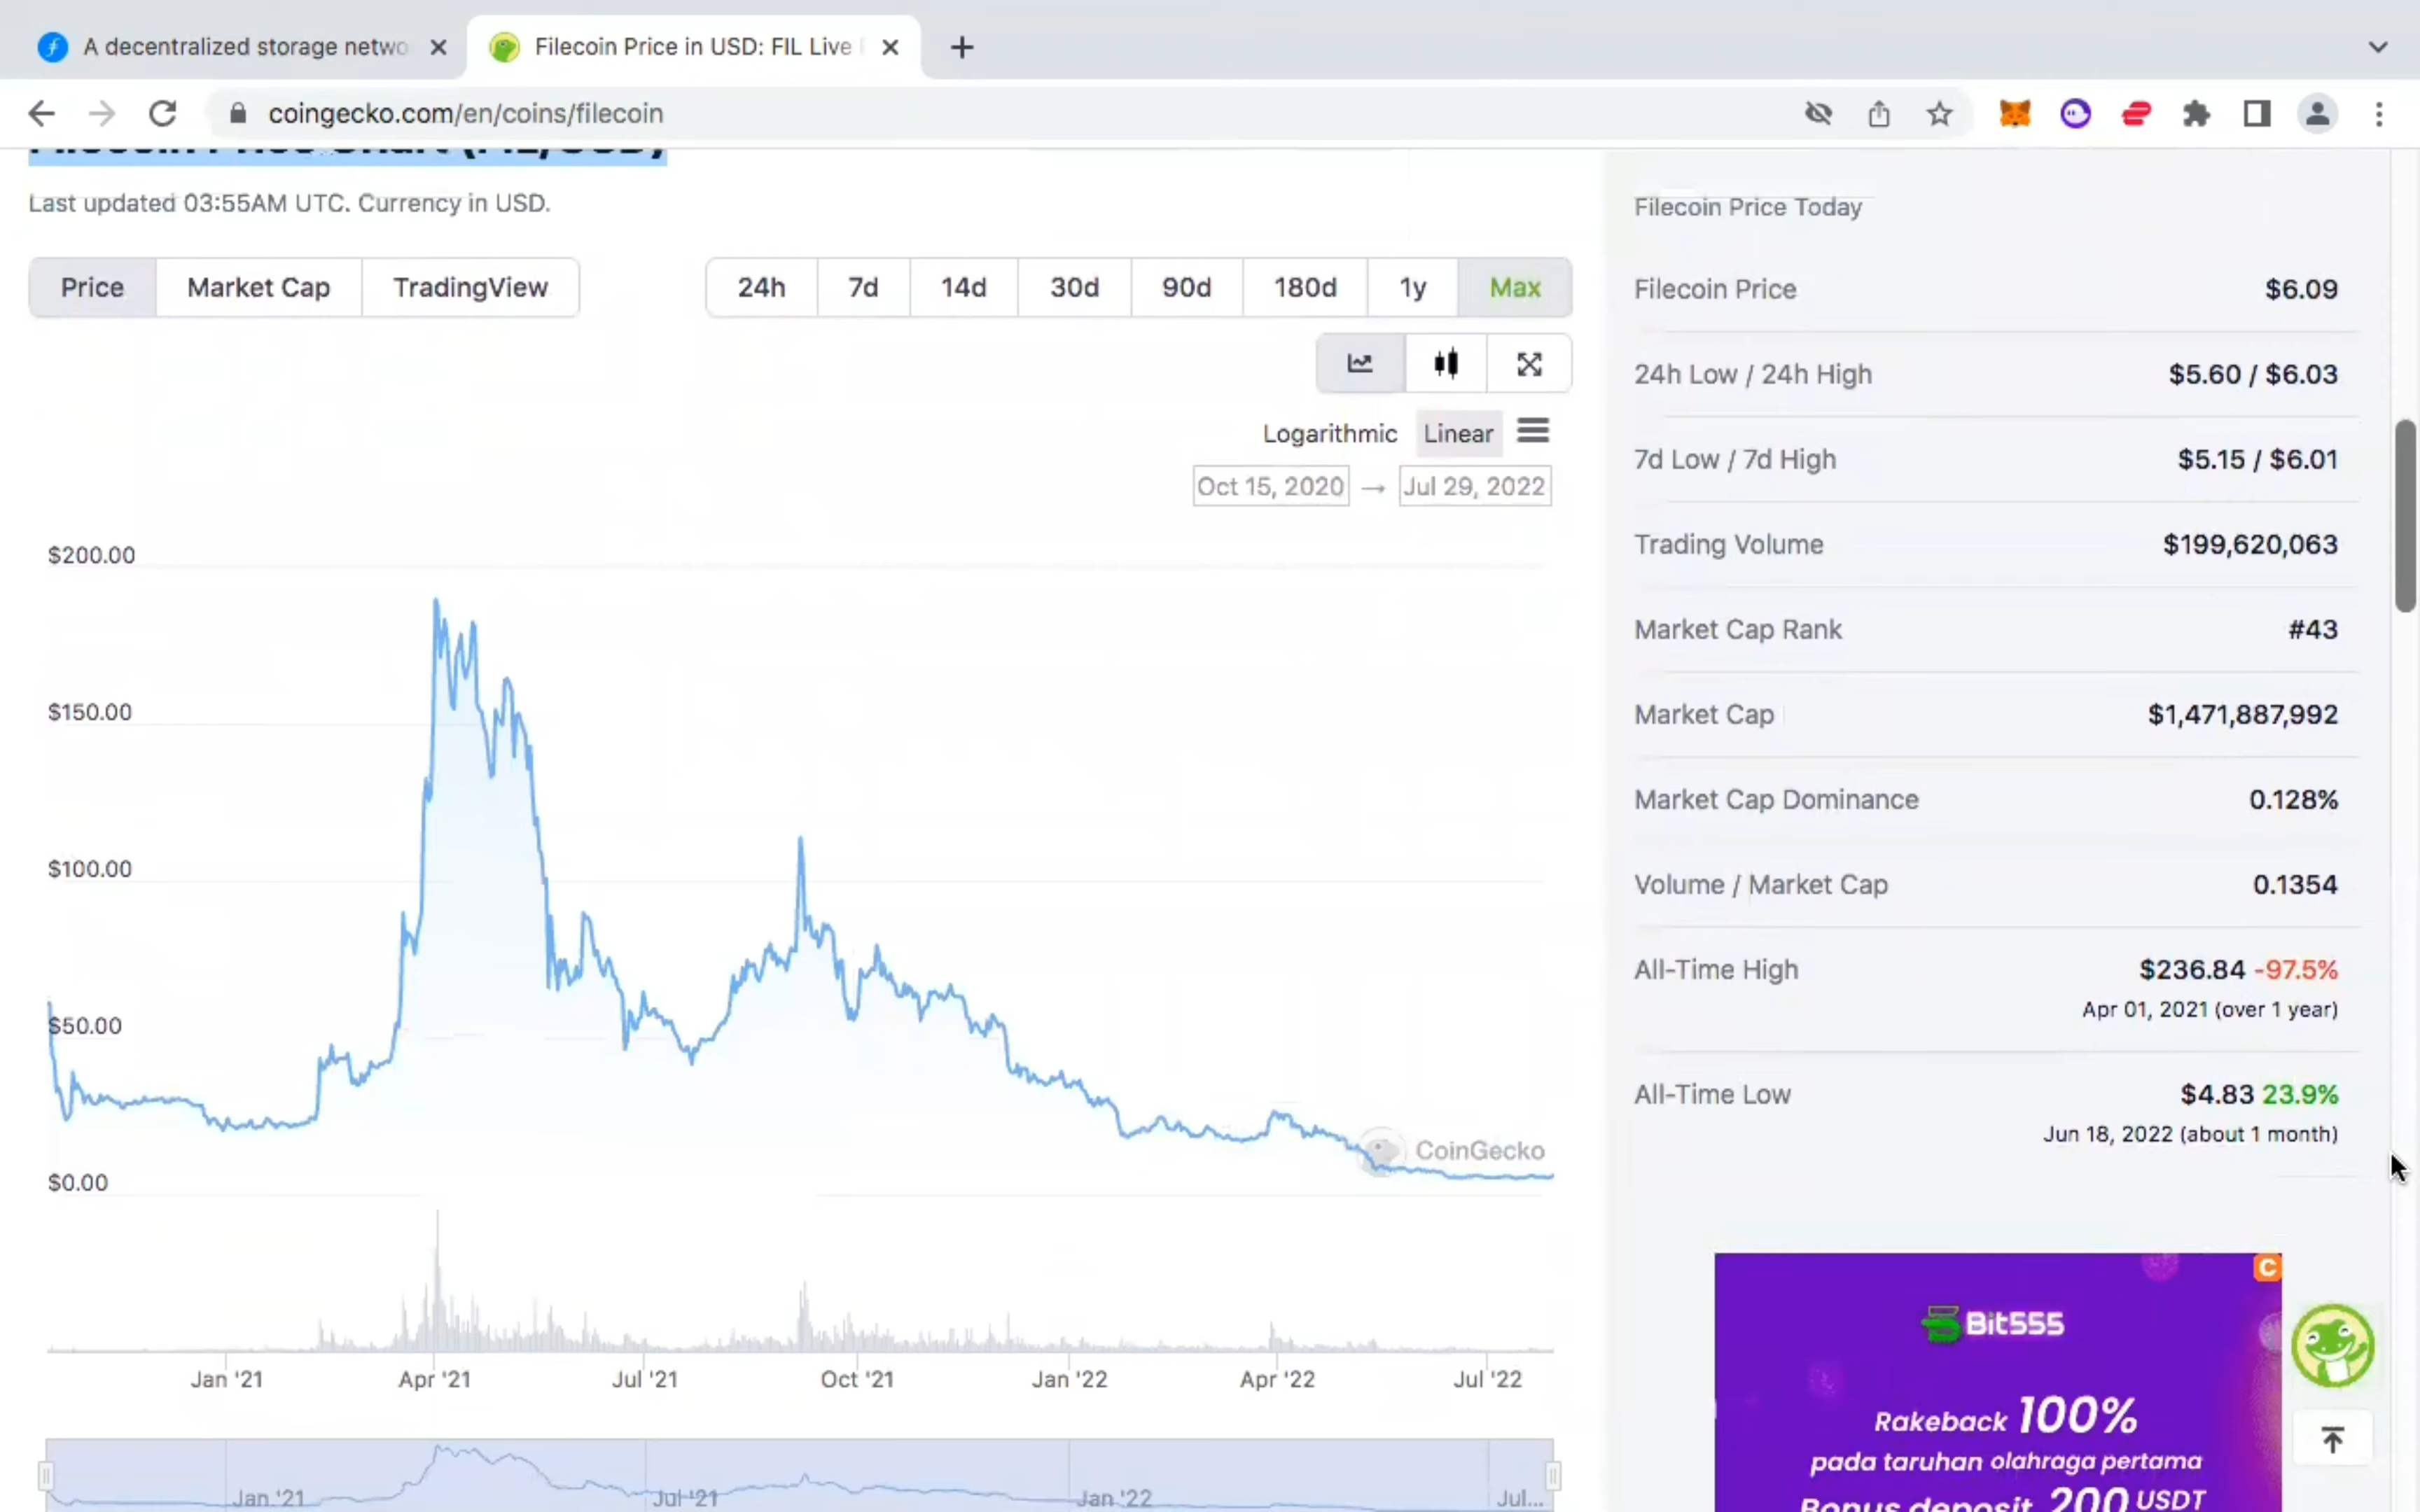 A decentralized storage netwo
Filecoin Price in USD: FIL Live
coingecko.com/en/coins/filecoin
Last updated 03:55AM UTC. Currency in USD.
Price Market Cap TradingView
24h 7d 14d 30d 90d 180d 1y Max
Logarithmic Linear
Oct 15, 2020 → Jul 29, 2022
$200.00
$150.00
$100.00
$50.00
$0.00
CoinGecko
Jan '21 Apr '21 Jul '21 Oct '21 Jan '22 Apr '22 Jul '22
Jan '21 Jul '21 Jan '22 Jul...
Filecoin Price Today
Filecoin Price $6.09
24h Low / 24h High $5.60 / $6.03
7d Low / 7d High $5.15 / $6.01
Trading Volume $199,620,063
Market Cap Rank #43
Market Cap $1,471,887,992
Market Cap Dominance 0.128%
Volume / Market Cap 0.1354
All-Time High $236.84 -97.5%
Apr 01, 2021 (over 1 year)
All-Time Low $4.83 23.9%
Jun 18, 2022 (about 1 month)
C
Bit555
Rakeback 100%
pada taruhan olahraga pertama
Bonus deposit 200 USDT